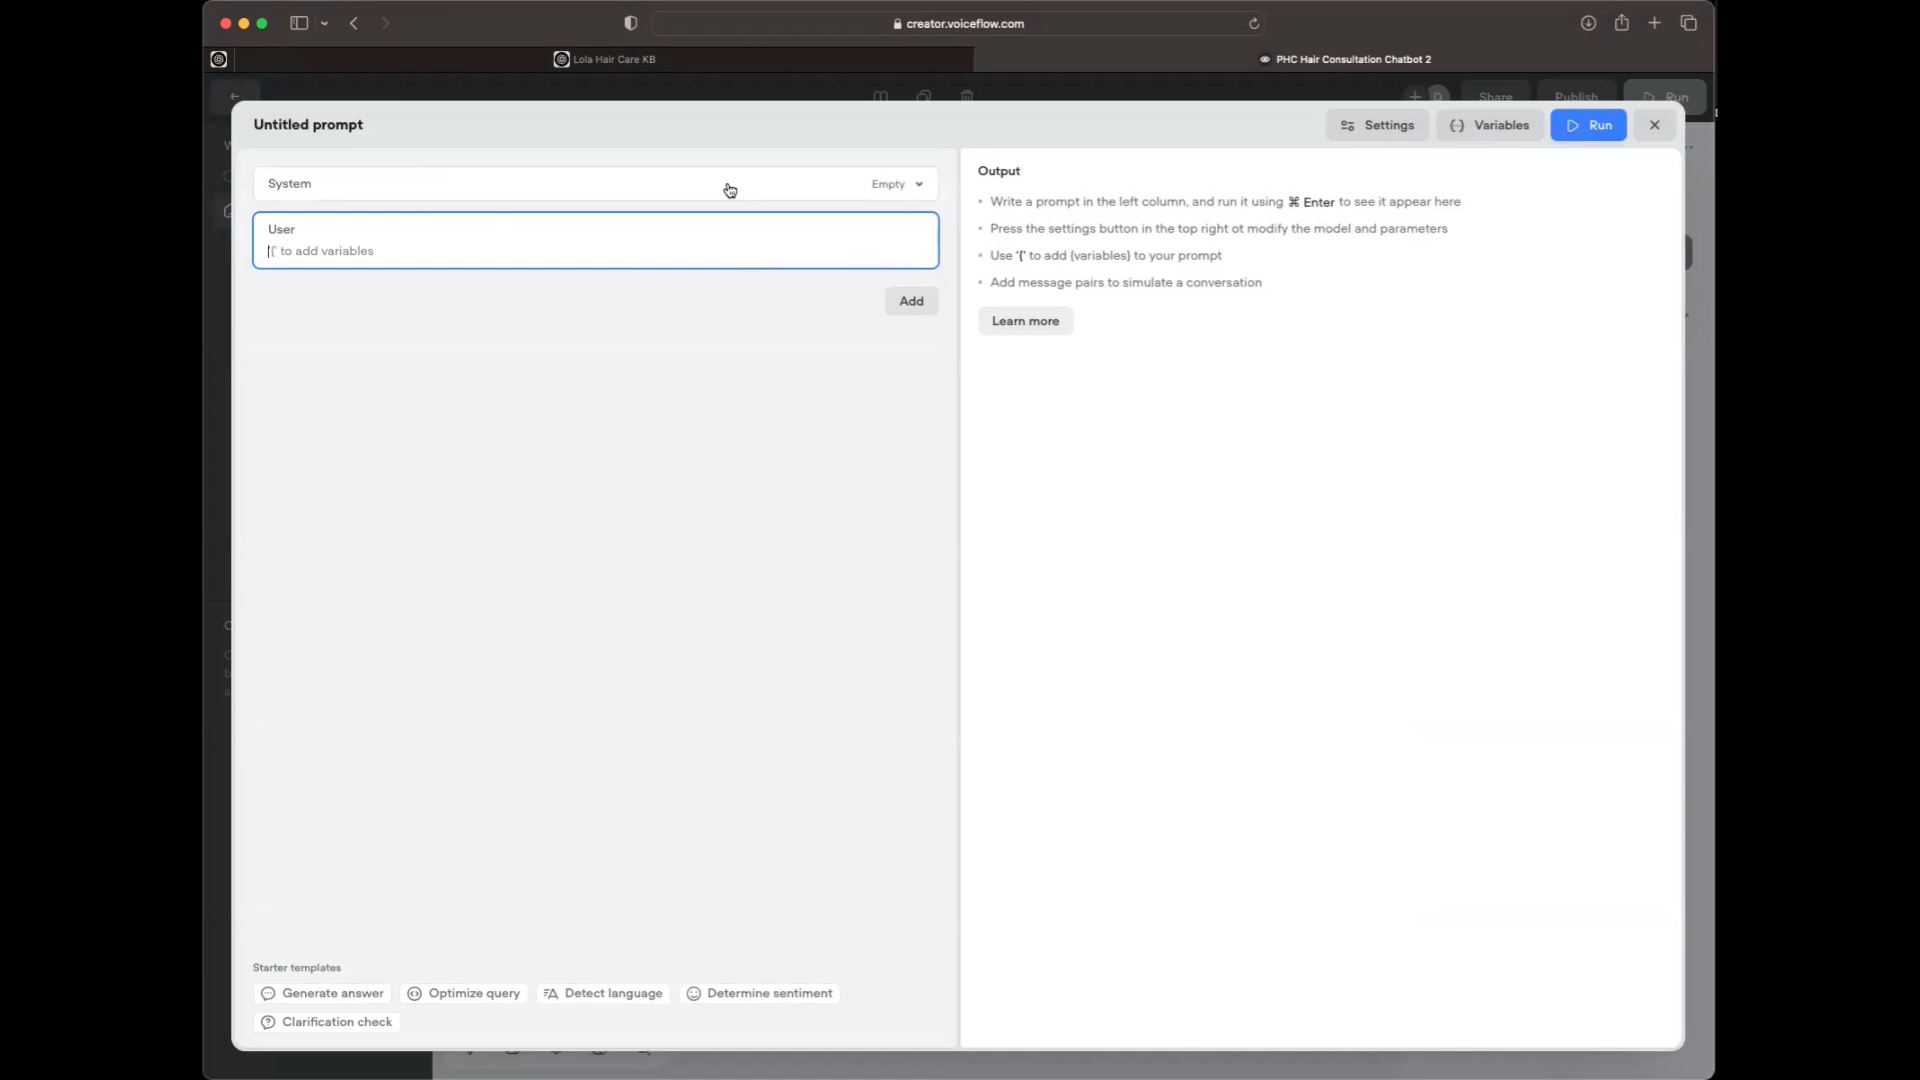 creator.voiceflow.com
Lola Hair Care KB
PHC Hair Consultation Chatbot 2
Share
Publish
Run
Untitled prompt
Settings
Variables
Run
System
Empty
User
'{' to add variables
Add
Output
Write a prompt in the left column, and run it using ⌘ Enter to see it appear here
Press the settings button in the top right ot modify the model and parameters
Use '{' to add {variables} to your prompt
Add message pairs to simulate a conversation
Learn more
Starter templates
Generate answer
Optimize query
Detect language
Determine sentiment
Clarification check